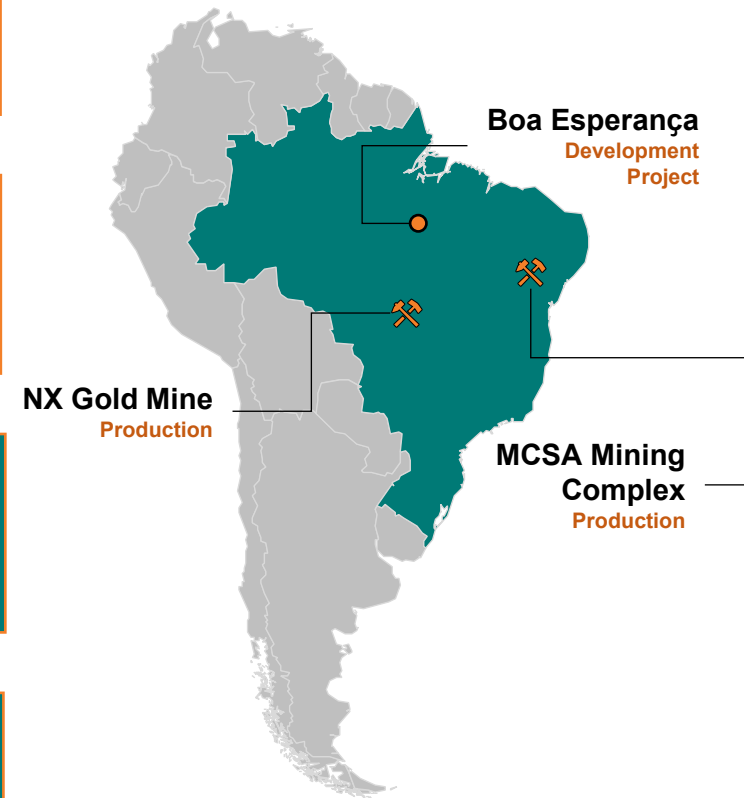 Boa Esperança
Development
Project
NX Gold Mine
Production
MCSA Mining
Complex
Production